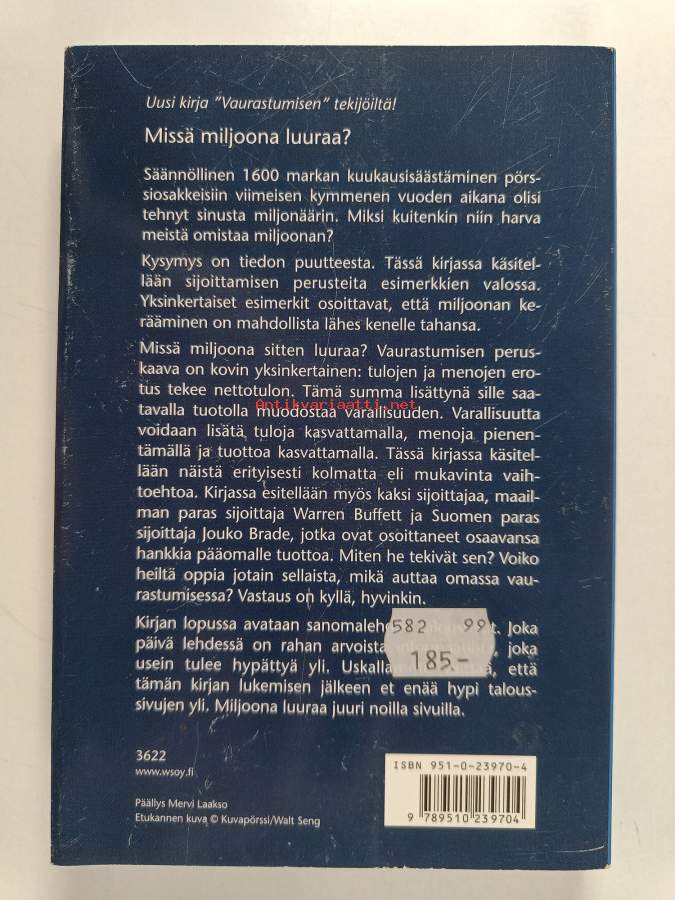 Uusi kirja "Vaurastumisen" tekijöiltä!
Missä miljoona luuraa?
Säännöllinen 1600 markan kuukausisäästäminen pörs-
siosakkeisiin viimeisen kymmenen vuoden aikana olisi
tehnyt sinusta miljonäärin. Miksi kuitenkin niin harva
meistä omistaa miljoonan?
Kysymys on tiedon puutteesta. Tässä kirjassa käsitel-
lään sijoittamisen perusteita esimerkkien valossa.
Yksinkertaiset esimerkit osoittavat, että miljoonan ke-
rääminen on mahdollista lähes kenelle tahansa.
Missä miljoona sitten luuraa? Vaurastumisen perus-
kaava on kovin yksinkertainen: tulojen ja menojen ero-
tus tekee nettotulon. Tämä summa lisättynä sille saa-
Antikvariaatti.net
tavalla tuotolla muodostaa varallisuuden. Varallisuutta
voidaan lisätä tuloja kasvattamalla, menoja pienen-
tämällä ja tuottoa kasvattamalla. Tässä kirjassa käsitel-
lään näistä erityisesti kolmatta eli mukavinta vaih-
toehtoa. Kirjassa esitellään myös kaksi sijoittajaa, maail-
man paras sijoittaja Warren Buffett ja Suomen paras
sijoittaja Jouko Brade, jotka ovat osoittaneet osaavansa
hankkia pääomalle tuottoa. Miten he tekivät sen? Voiko
heiltä oppia jotain sellaista, mikä auttaa omassa vau-
rastumisessa? Vastaus on kyllä, hyvinkin.
Kirjan lopussa avataan Joka
582 99
päivä lehdessä on rahan arvoista joka
185.-
usein tulee hypättyä yli. että
tämän kirjan lukemisen jälkeen et enää hypi talous-
sivujen yli. Miljoona luuraa juuri noilla sivuilla.
3622
www.wsoy.fi
Päällys Mervi Laakso
Etukannen kuva © Kuvapörssi/Walt Seng
ISBN 951-0-23970-4
9 789510 239704